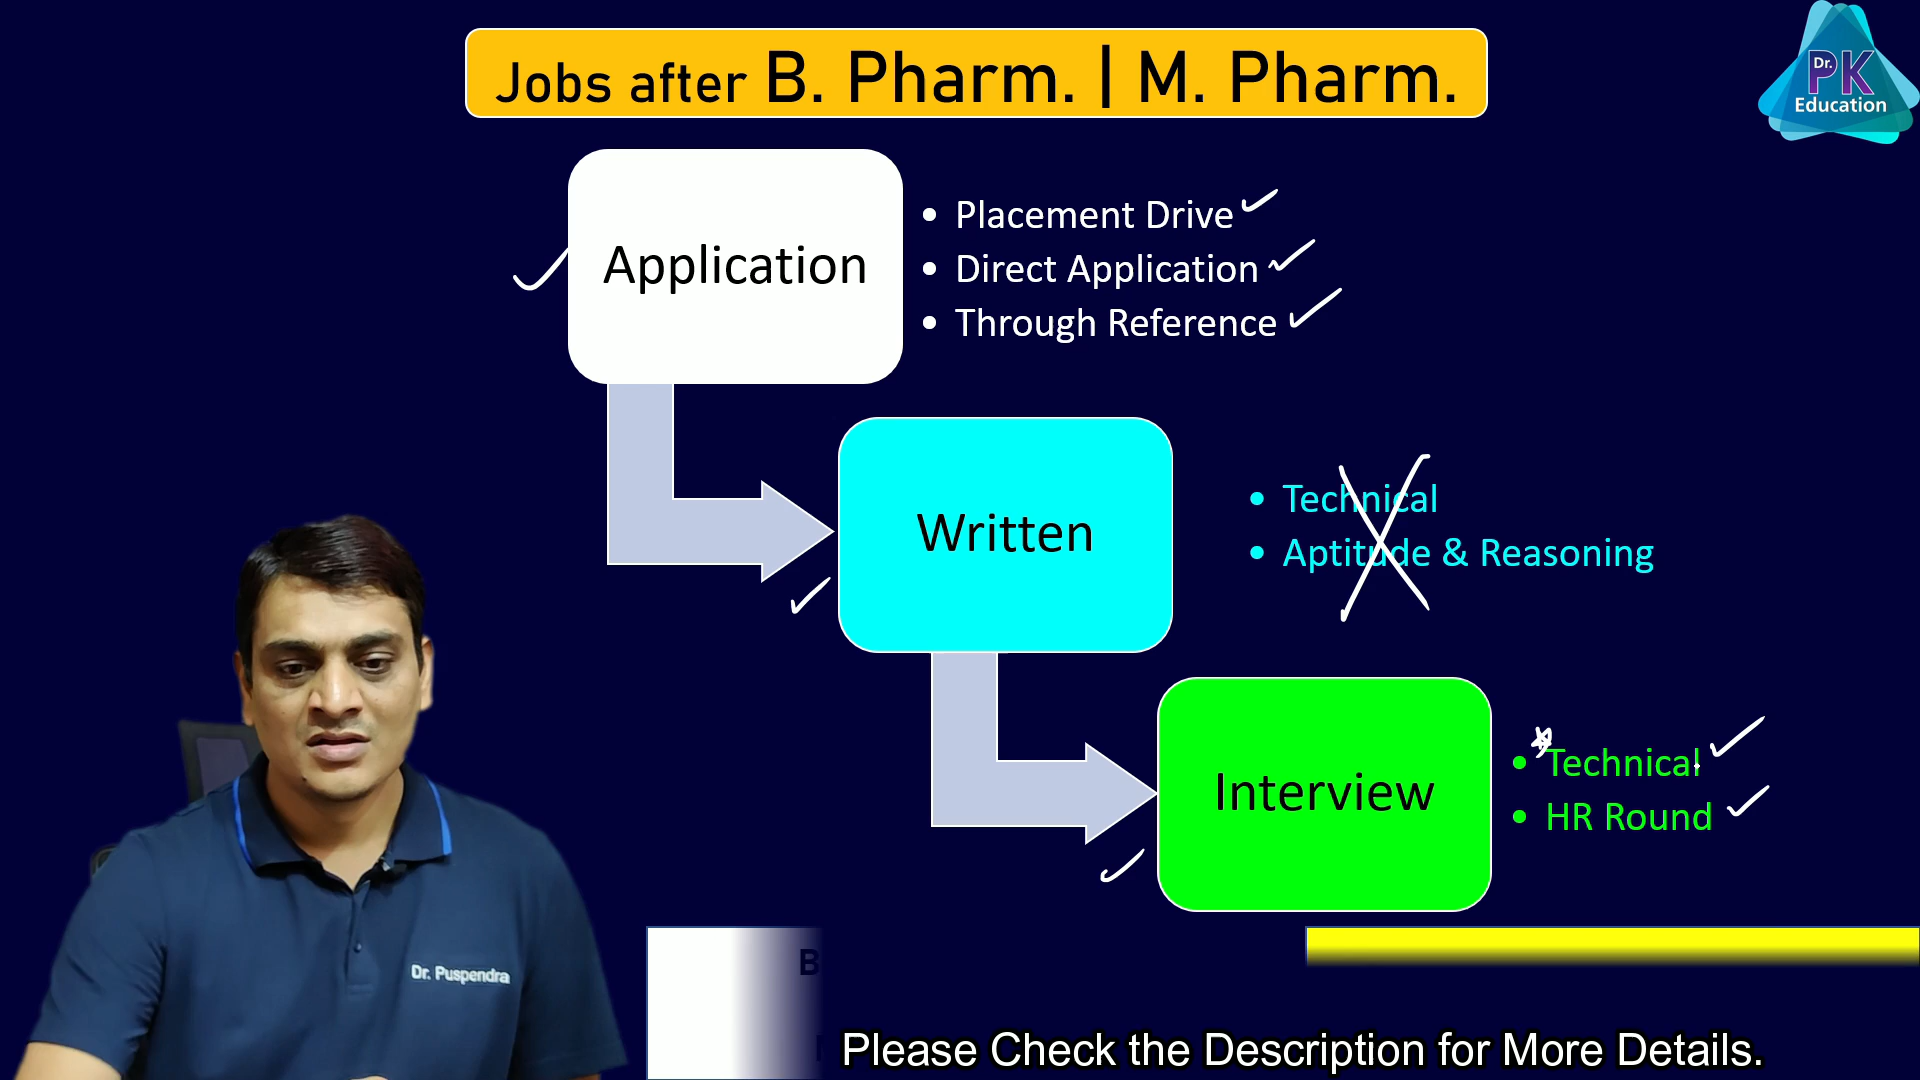 Jobs after B. Pharm. | M. Pharm.
Dr. PK
Education
Application
• Placement Drive
• Direct Application
• Through Reference
Written
• Technical
• Aptitude & Reasoning
Interview
• Technical
• HR Round
Dr. Puspendra
B
Please Check the Description for More Details.